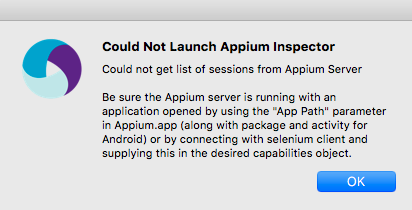 Could Not Launch Appium Inspector
Could not get list of sessions from Appium Server
Be sure the Appium server is running with an
application opened by using the "App Path" parameter
in Appium.app (along with package and activity for
Android) or by connecting with selenium client and
supplying this in the desired capabilities object.
OK